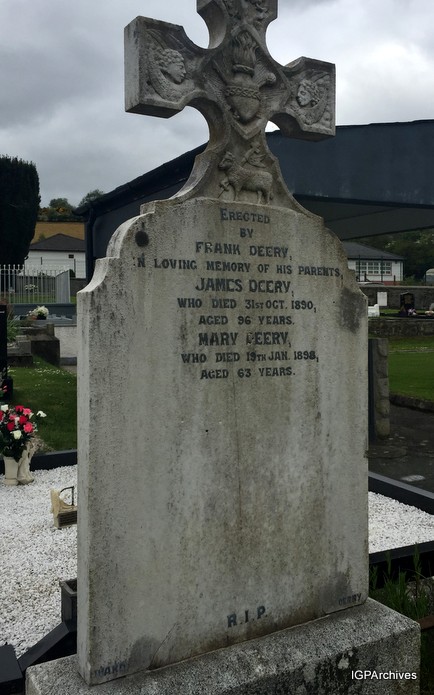 ERECTED
BY
FRANK DEERY,
IN LOVING MEMORY OF HIS PARENTS,
JAMES DEERY,
WHO DIED 31ST OCT. 1890,
AGED 96 YEARS.
MARY DEERY,
WHO DIED 19TH JAN. 1898,
AGED 63 YEARS.
R.I.P.
DERRY
IGPArchives